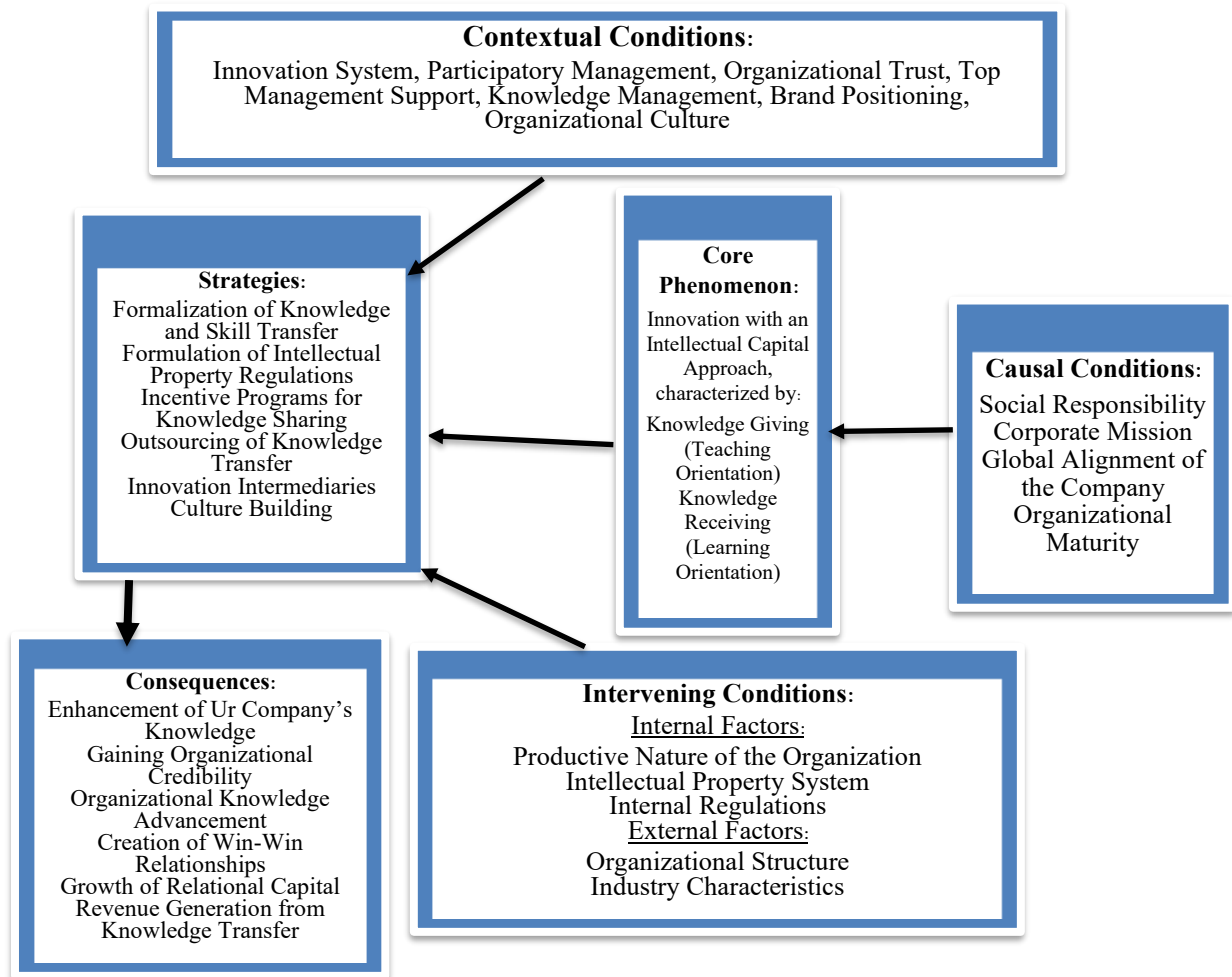 Contextual Conditions:
Innovation System, Participatory Management, Organizational Trust, Top
Management Support, Knowledge Management, Brand Positioning,
Organizational Culture
Strategies:
Formalization of Knowledge
and Skill Transfer
Formulation of Intellectual
Property Regulations
Incentive Programs for
Knowledge Sharing
Outsourcing of Knowledge
Transfer
Innovation Intermediaries
Culture Building
Core
Phenomenon:
Innovation with an
Intellectual Capital
Approach,
characterized by:
Knowledge Giving
(Teaching
Orientation)
Knowledge
Receiving
(Learning
Orientation)
Causal Conditions:
Social Responsibility
Corporate Mission
Global Alignment of
the Company
Organizational
Maturity
Consequences:
Enhancement of Ur Company’s
Knowledge
Gaining Organizational
Credibility
Organizational Knowledge
Advancement
Creation of Win-Win
Relationships
Growth of Relational Capital
Revenue Generation from
Knowledge Transfer
Intervening Conditions:
Internal Factors:
Productive Nature of the Organization
Intellectual Property System
Internal Regulations
External Factors:
Organizational Structure
Industry Characteristics